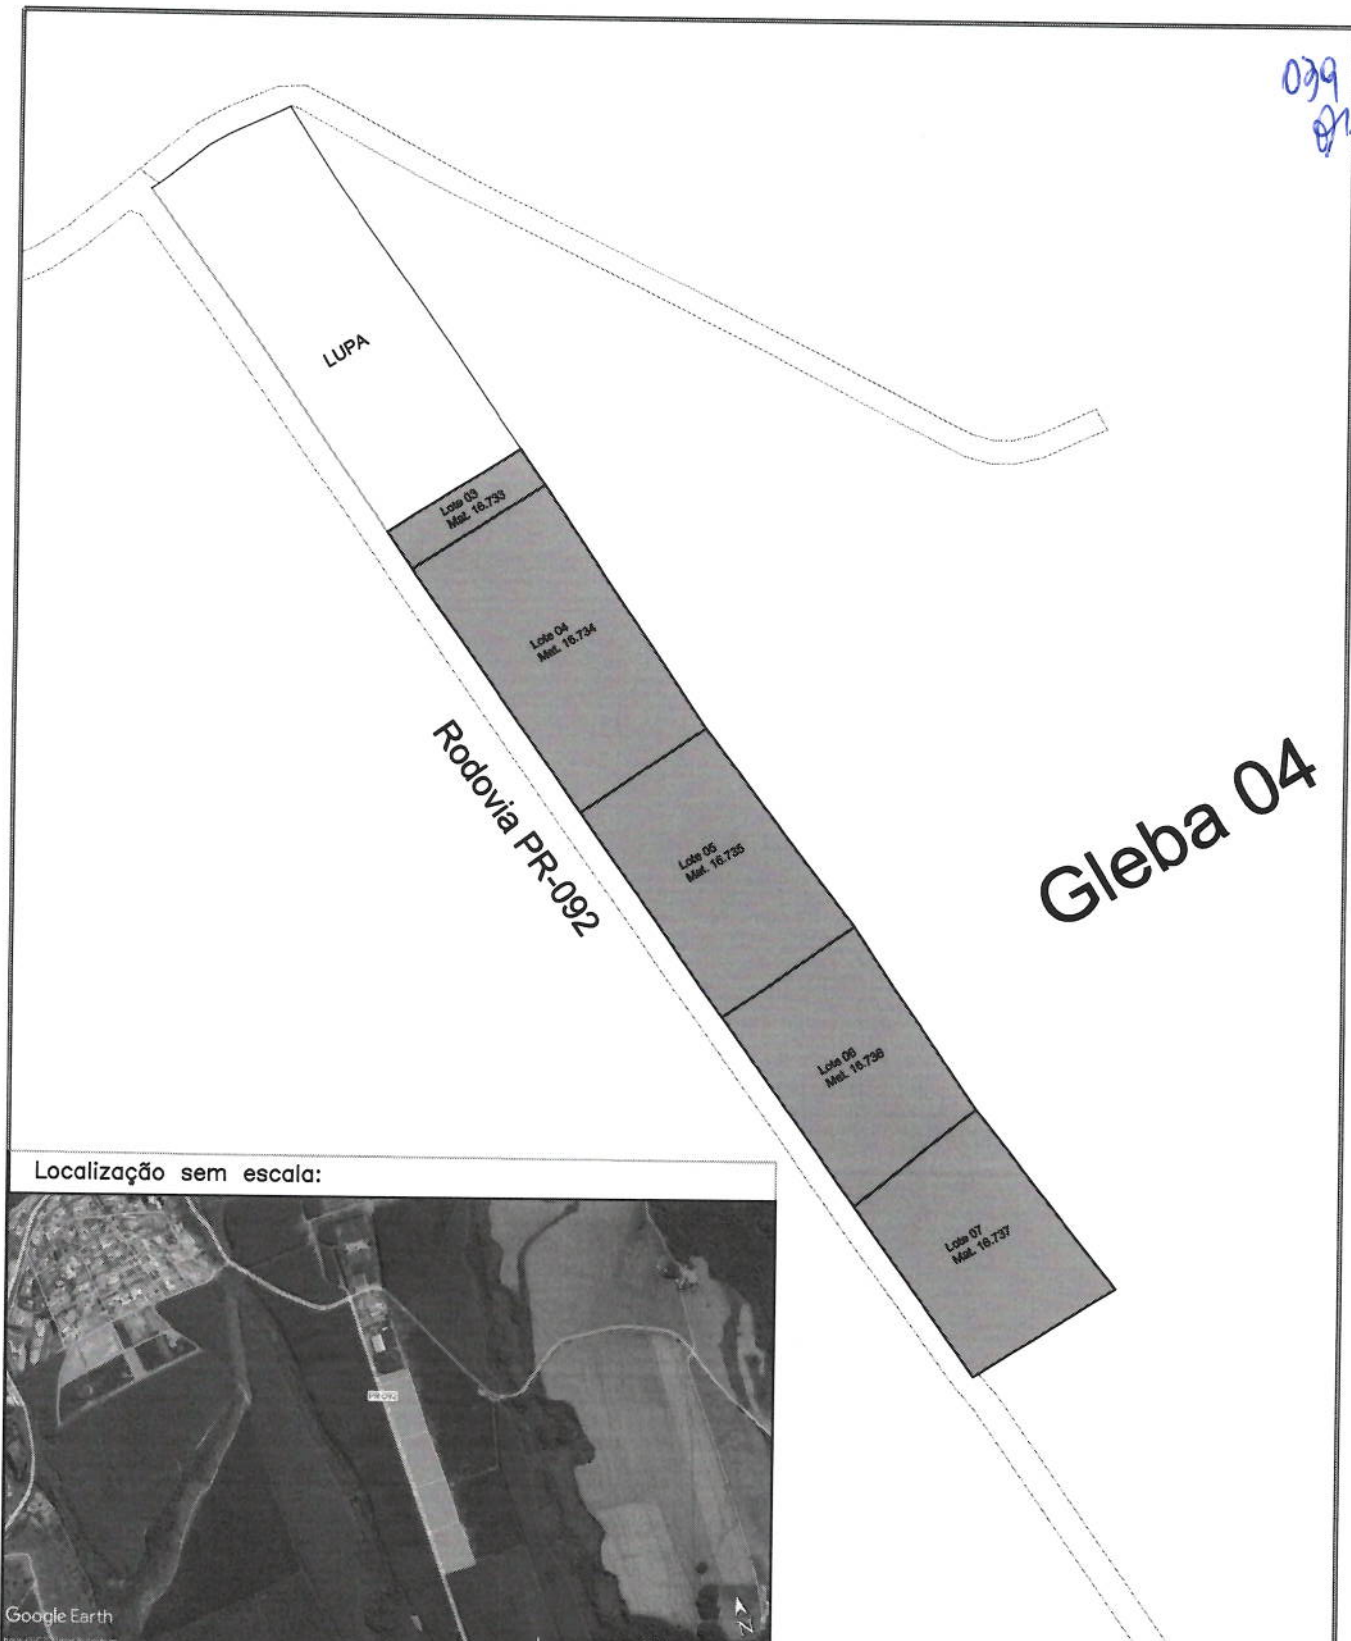 039
LUPA
Lote 03
Mat. 16.733
Lote 04
Mat. 16.734
Rodovia PR-092
Lote 05
Mat. 16.735
Gleba 04
Lote 06
Mat. 16.736
Lote 07
Mat. 16.737
Localização sem escala:
PR-092
Google Earth
N